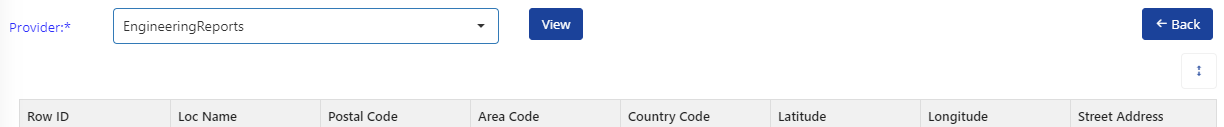 Provider:* EngineeringReports View ← Back
Row ID Loc Name Postal Code Area Code Country Code Latitude Longitude Street Address